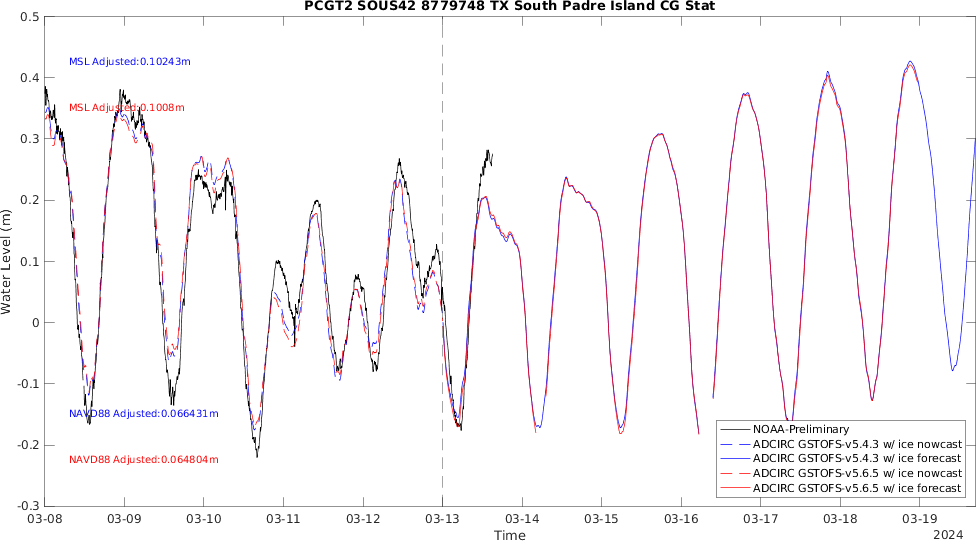 PCGT2 SOUS42 8779748 TX South Padre Island CG Stat
0.5
0.4
0.3
0.2
0.1
0
-0.1
-0.2
-0.3
Water Level (m)
MSL Adjusted:0.10243m
MSL Adjusted:0.1008m
NAVD88 Adjusted:0.066431m
NAVD88 Adjusted:0.064804m
NOAA-Preliminary
ADCIRC GSTOFS-v5.4.3 w/ ice nowcast
ADCIRC GSTOFS-v5.4.3 w/ ice forecast
ADCIRC GSTOFS-v5.6.5 w/ ice nowcast
ADCIRC GSTOFS-v5.6.5 w/ ice forecast
03-08 03-09 03-10 03-11 03-12 03-13 03-14 03-15 03-16 03-17 03-18 03-19
Time
2024